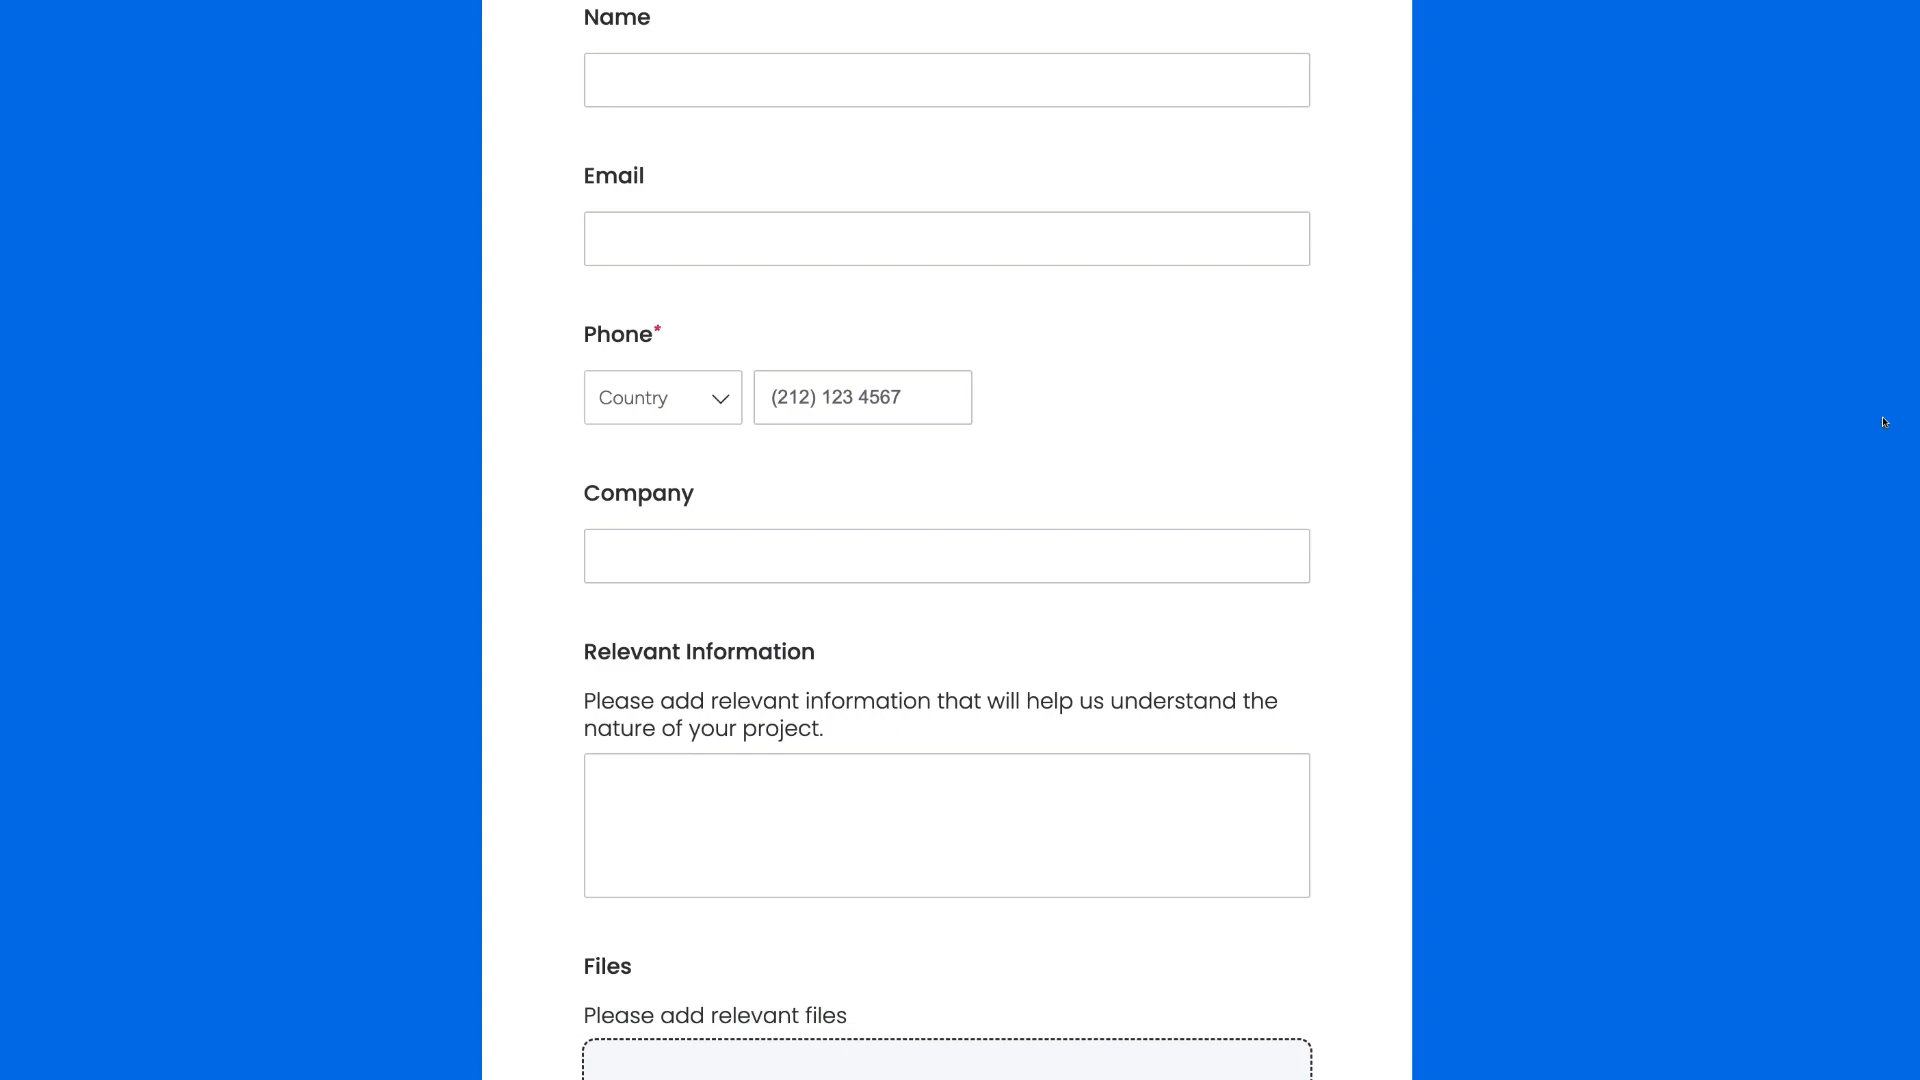 Name
Email
Phone*
Country
(212) 123 4567
Company
Relevant Information
Please add relevant information that will help us understand the
nature of your project.
Files
Please add relevant files